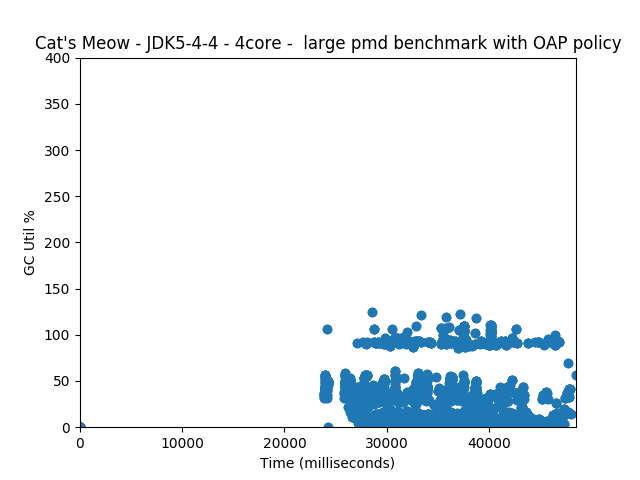 Cat's Meow - JDK5-4-4 - 4core -  large pmd benchmark with OAP policy
400
350
300
250
200
150
100
50
0
GC Util %
0 10000 20000 30000 40000
Time (milliseconds)